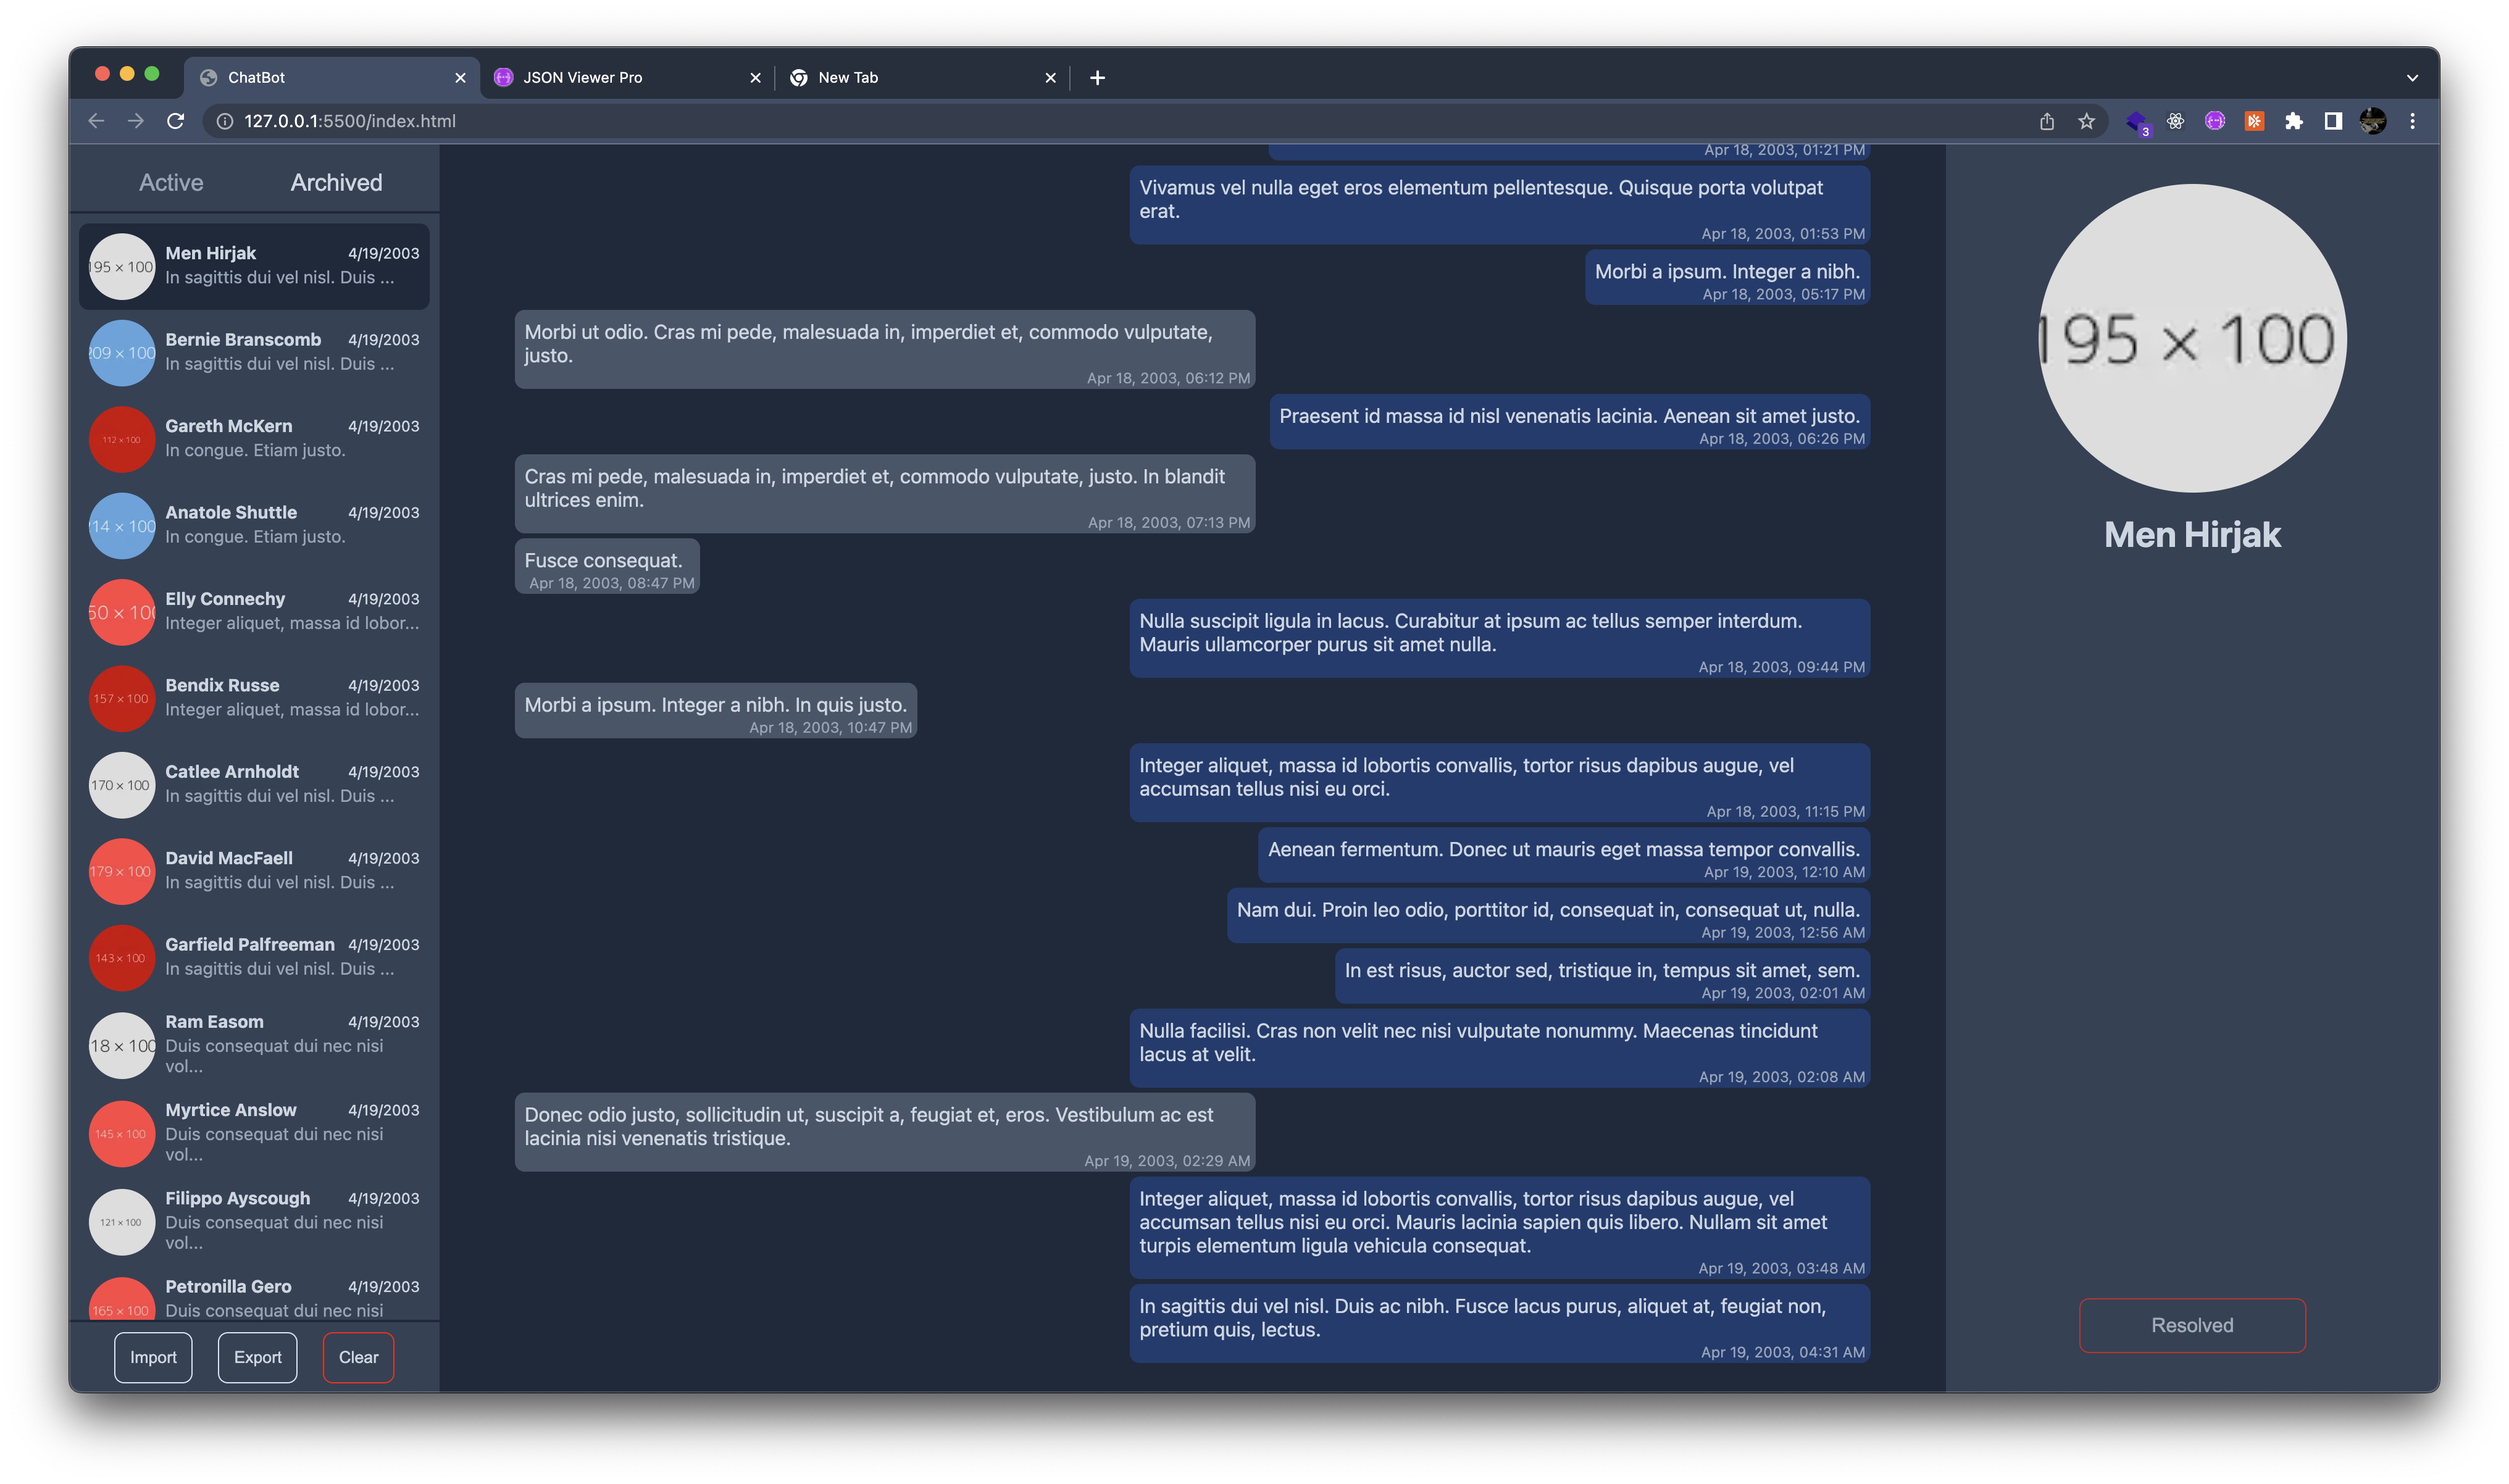 ChatBot
JSON Viewer Pro
New Tab
127.0.0.1:5500/index.html
3
Active
Archived
195 × 100
Men Hirjak
4/19/2003
In sagittis dui vel nisl. Duis ...
209 × 100
Bernie Branscomb
4/19/2003
In sagittis dui vel nisl. Duis ...
112 × 100
Gareth McKern
4/19/2003
In congue. Etiam justo.
14 × 100
Anatole Shuttle
4/19/2003
In congue. Etiam justo.
50 × 100
Elly Connechy
4/19/2003
Integer aliquet, massa id lobor...
157 × 100
Bendix Russe
4/19/2003
Integer aliquet, massa id lobor...
170 × 100
Catlee Arnholdt
4/19/2003
In sagittis dui vel nisl. Duis ...
179 × 100
David MacFaell
4/19/2003
In sagittis dui vel nisl. Duis ...
143 × 100
Garfield Palfreeman
4/19/2003
In sagittis dui vel nisl. Duis ...
18 × 100
Ram Easom
4/19/2003
Duis consequat dui nec nisi
vol...
145 × 100
Myrtice Anslow
4/19/2003
Duis consequat dui nec nisi
vol...
121 × 100
Filippo Ayscough
4/19/2003
Duis consequat dui nec nisi
vol...
165 × 100
Petronilla Gero
4/19/2003
Duis consequat dui nec nisi
Import
Export
Clear
Apr 18, 2003, 01:21 PM
Vivamus vel nulla eget eros elementum pellentesque. Quisque porta volutpat
erat.
Apr 18, 2003, 01:53 PM
Morbi a ipsum. Integer a nibh.
Apr 18, 2003, 05:17 PM
Morbi ut odio. Cras mi pede, malesuada in, imperdiet et, commodo vulputate,
justo.
Apr 18, 2003, 06:12 PM
Praesent id massa id nisl venenatis lacinia. Aenean sit amet justo.
Apr 18, 2003, 06:26 PM
Cras mi pede, malesuada in, imperdiet et, commodo vulputate, justo. In blandit
ultrices enim.
Apr 18, 2003, 07:13 PM
Fusce consequat.
Apr 18, 2003, 08:47 PM
Nulla suscipit ligula in lacus. Curabitur at ipsum ac tellus semper interdum.
Mauris ullamcorper purus sit amet nulla.
Apr 18, 2003, 09:44 PM
Morbi a ipsum. Integer a nibh. In quis justo.
Apr 18, 2003, 10:47 PM
Integer aliquet, massa id lobortis convallis, tortor risus dapibus augue, vel
accumsan tellus nisi eu orci.
Apr 18, 2003, 11:15 PM
Aenean fermentum. Donec ut mauris eget massa tempor convallis.
Apr 19, 2003, 12:10 AM
Nam dui. Proin leo odio, porttitor id, consequat in, consequat ut, nulla.
Apr 19, 2003, 12:56 AM
In est risus, auctor sed, tristique in, tempus sit amet, sem.
Apr 19, 2003, 02:01 AM
Nulla facilisi. Cras non velit nec nisi vulputate nonummy. Maecenas tincidunt
lacus at velit.
Apr 19, 2003, 02:08 AM
Donec odio justo, sollicitudin ut, suscipit a, feugiat et, eros. Vestibulum ac est
lacinia nisi venenatis tristique.
Apr 19, 2003, 02:29 AM
Integer aliquet, massa id lobortis convallis, tortor risus dapibus augue, vel
accumsan tellus nisi eu orci. Mauris lacinia sapien quis libero. Nullam sit amet
turpis elementum ligula vehicula consequat.
Apr 19, 2003, 03:48 AM
In sagittis dui vel nisl. Duis ac nibh. Fusce lacus purus, aliquet at, feugiat non,
pretium quis, lectus.
Apr 19, 2003, 04:31 AM
195 × 100
Men Hirjak
Resolved